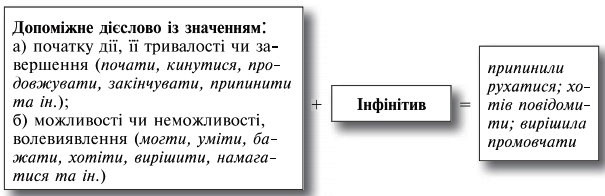 Допоміжне дієслово із значенням:
а) початку дії, її тривалості чи за-
вершення (почати, кинутися, про-
довжувати, закінчувати, припинити
та ін.);
б) можливості чи неможливості,
волевиявлення (могти, уміти, ба-
жати, хотіти, вирішити, намага-
тися та ін.)
+
Інфінітив
=
припинили
рухатися; хо-
тів повідоми-
ти; вирішила
промовчати